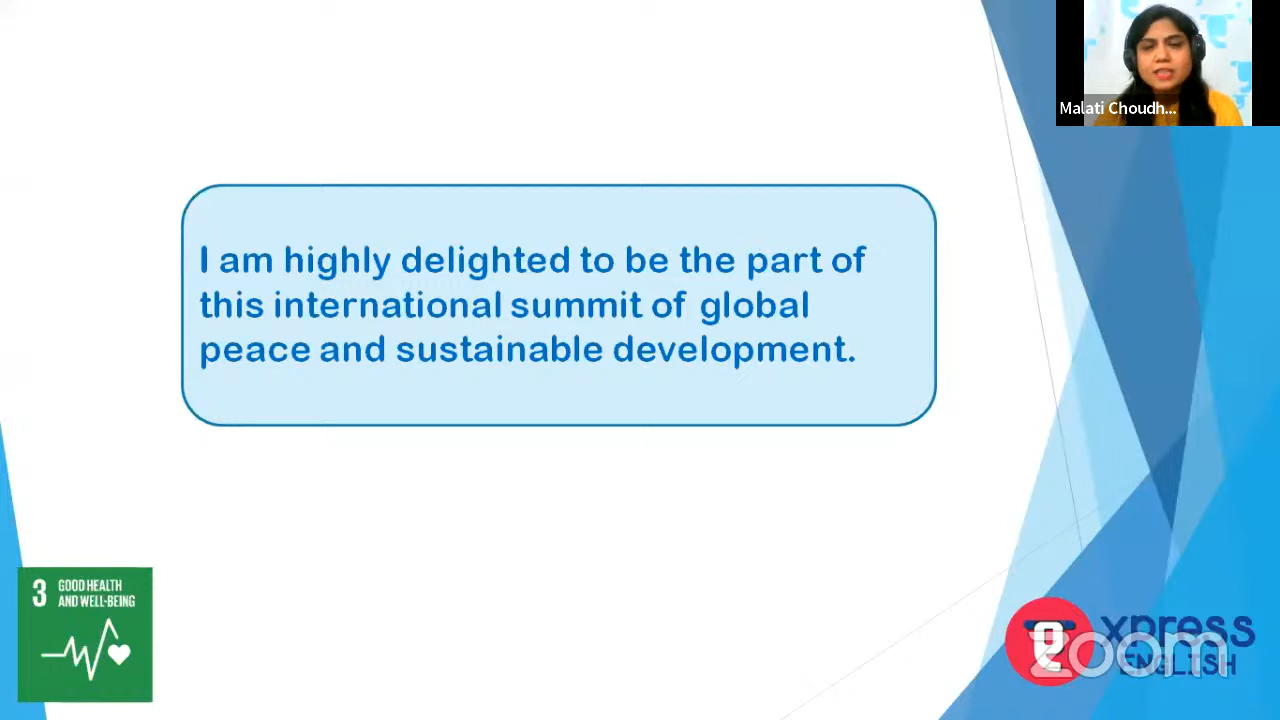 Malati Choudh...
I am highly delighted to be the part of
this international summit of global
peace and sustainable development.
3 GOOD HEALTH
AND WELL-BEING
xpress
ENGLISH
zoom